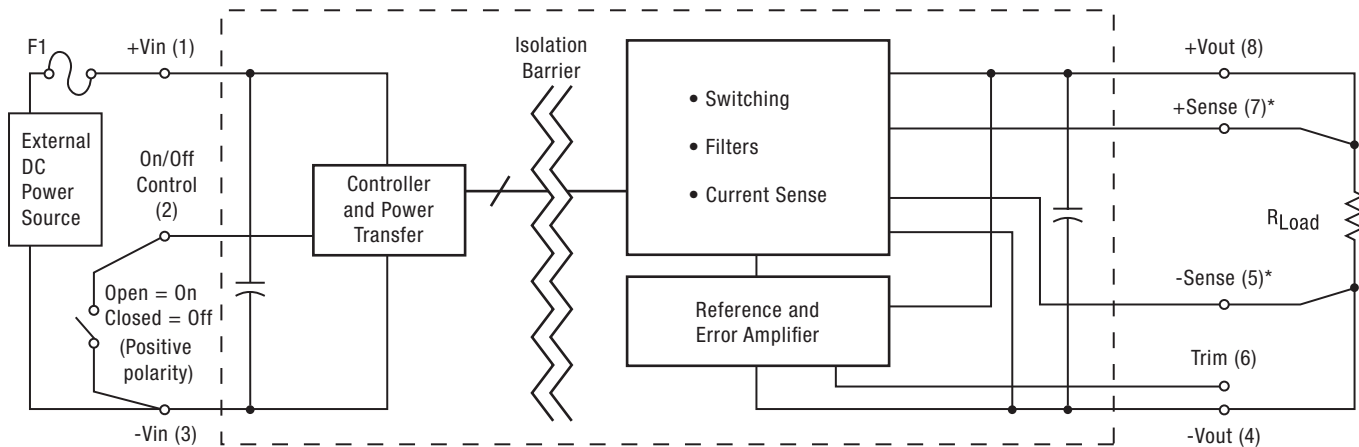 F1
+Vin (1)
External
DC
Power
Source
On/Off
Control
(2)
Open = On
Closed = Off
(Positive
polarity)
-Vin (3)
Controller
and Power
Transfer
Isolation
Barrier
• Switching
• Filters
• Current Sense
Reference and
Error Amplifier
+Vout (8)
+Sense (7)*
RLoad
-Sense (5)*
Trim (6)
-Vout (4)